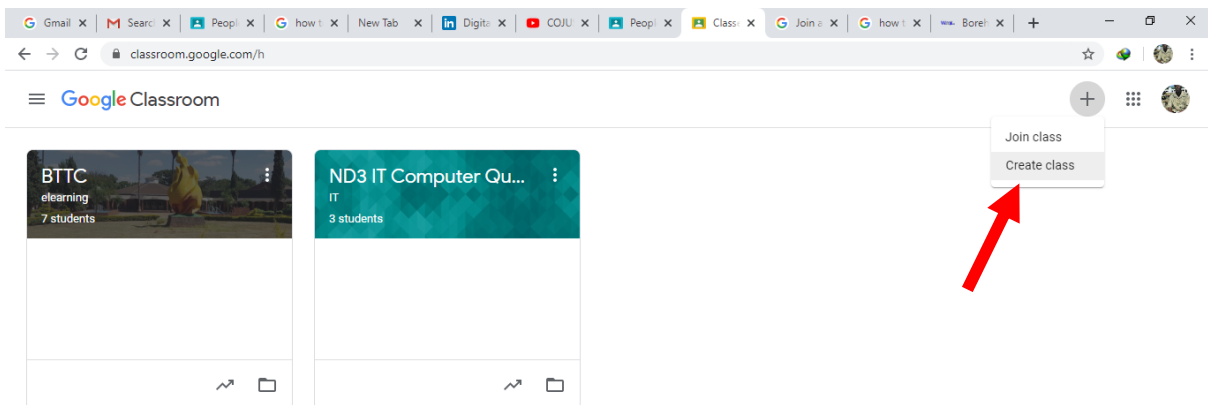 Gmail
Searc
Peopl
how t
New Tab
in Digita
COJU
Peopl
Class
Join a
how t
Boreh
classroom.google.com/h
Google Classroom
Join class
Create class
BTTC
elearning
7 students
ND3 IT Computer Qu...
IT
3 students